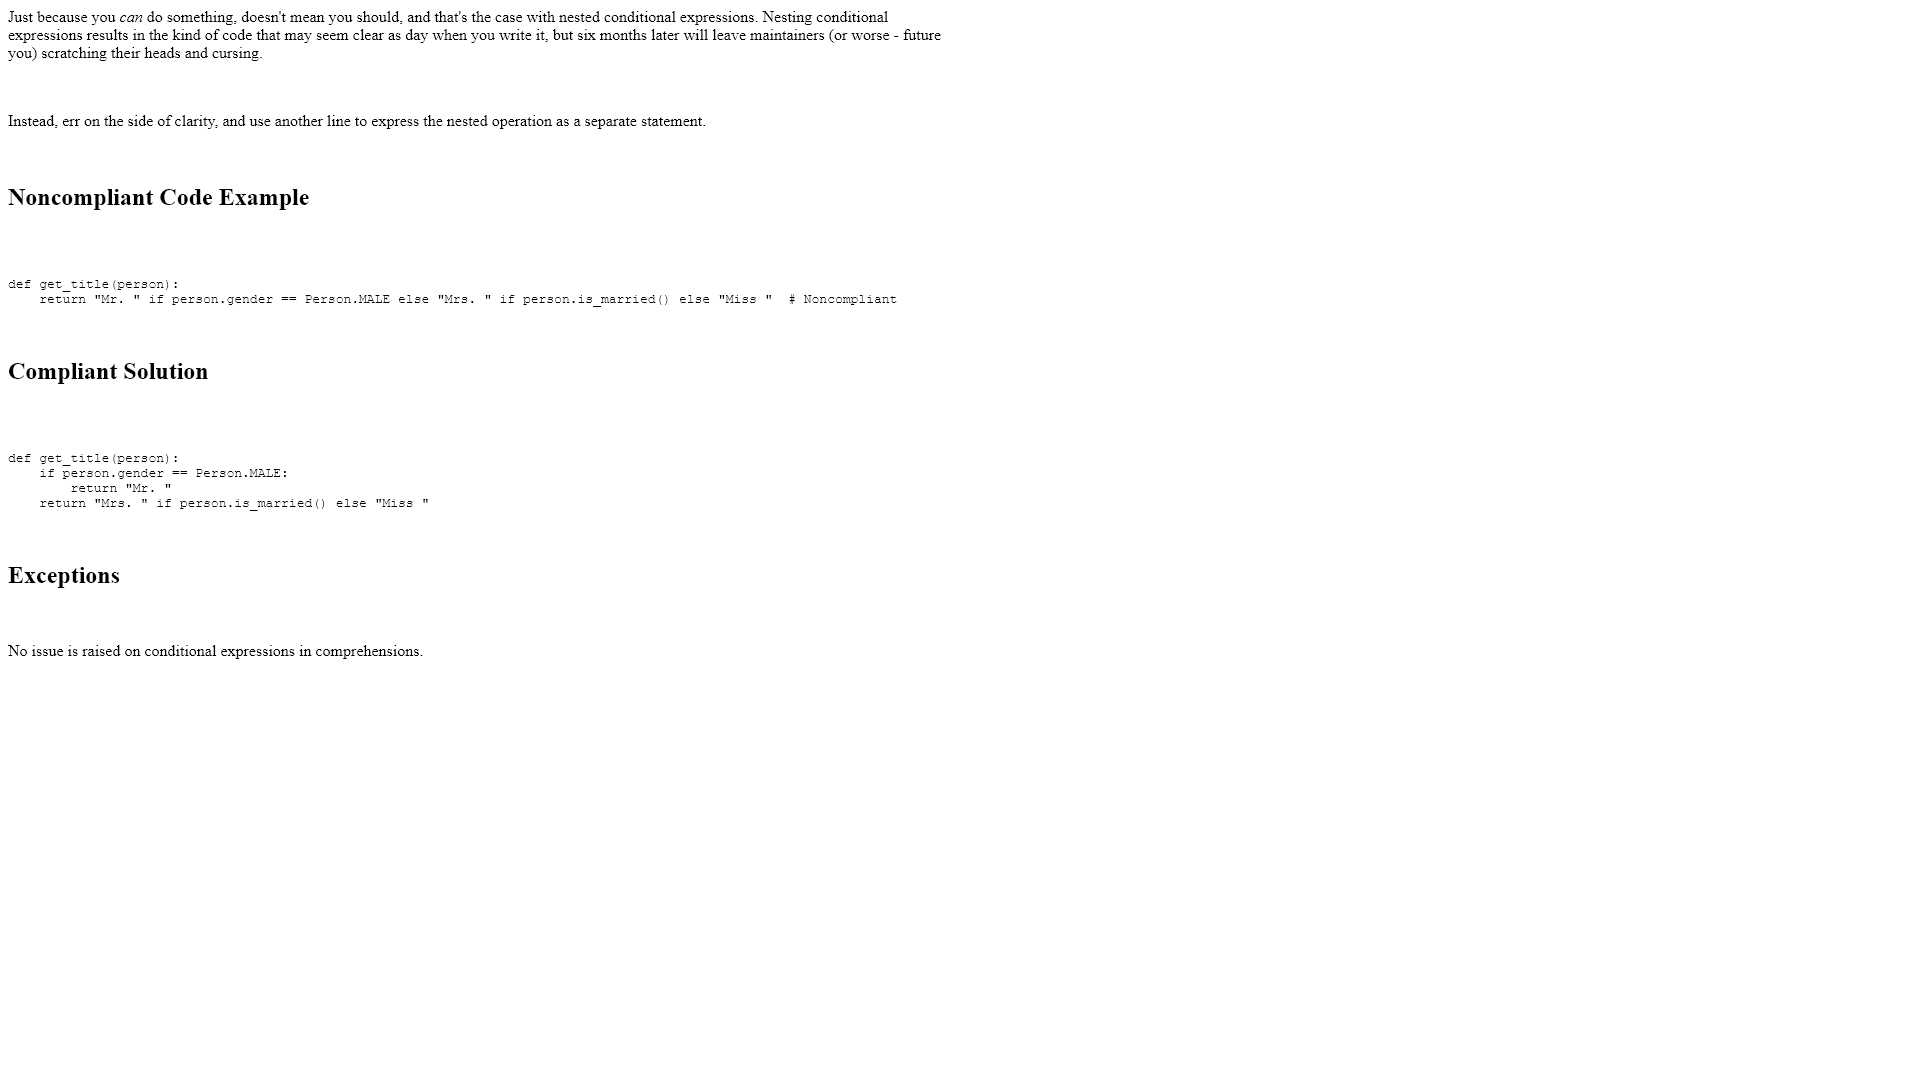 Just because you can do something, doesn't mean you should, and that's the case with nested conditional expressions. Nesting conditional
expressions results in the kind of code that may seem clear as day when you write it, but six months later will leave maintainers (or worse - future
you) scratching their heads and cursing.
Instead, err on the side of clarity, and use another line to express the nested operation as a separate statement.
Noncompliant Code Example
def get_title(person):
    return "Mr. " if person.gender == Person.MALE else "Mrs. " if person.is_married() else "Miss "  # Noncompliant
Compliant Solution
def get_title(person):
    if person.gender == Person.MALE:
        return "Mr. "
    return "Mrs. " if person.is_married() else "Miss "
Exceptions
No issue is raised on conditional expressions in comprehensions.